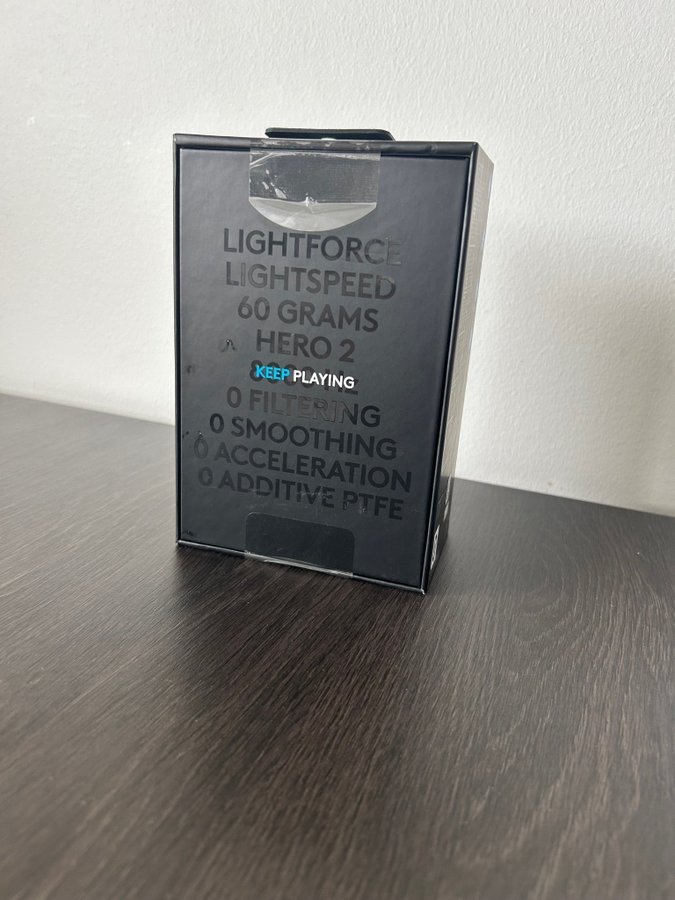 LIGHTFORCE
LIGHTSPEED
60 GRAMS
HERO 2
KEEP PLAYING
0 FILTERING
0 SMOOTHING
0 ACCELERATION
0 ADDITIVE PTFE